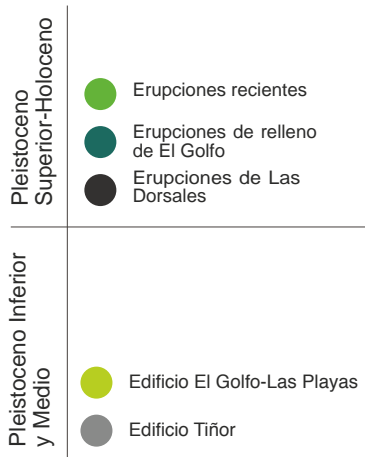 Pleistoceno
Superior-Holoceno
Erupciones recientes
Erupciones de relleno
de El Golfo
Erupciones de Las
Dorsales
Pleistoceno Inferior
y Medio
Edificio El Golfo-Las Playas
Edificio Tiñor